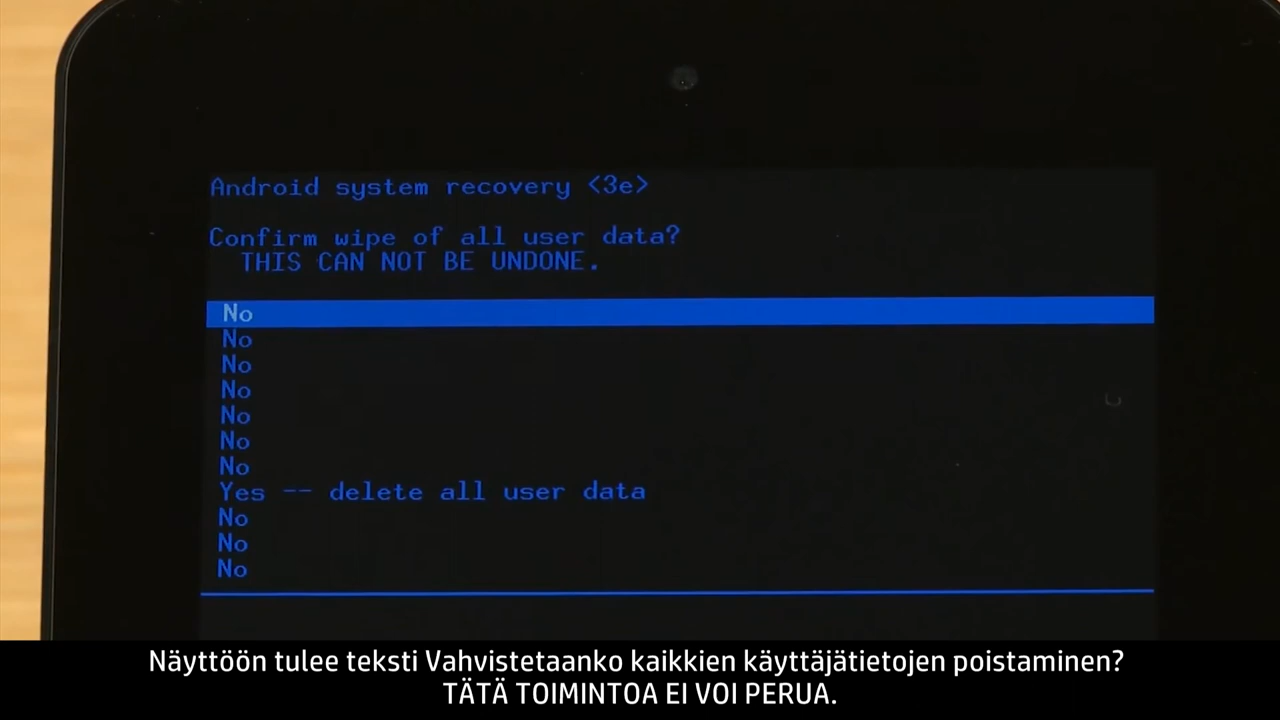 Android system recovery <3e>
Confirm wipe of all user data?
THIS CAN NOT BE UNDONE.
No
No
No
No
No
No
No
Yes -- delete all user data
No
No
No
Näyttöön tulee teksti Vahvistetaanko kaikkien käyttäjätietojen poistaminen?
TÄTÄ TOIMINTOA EI VOI PERUA.